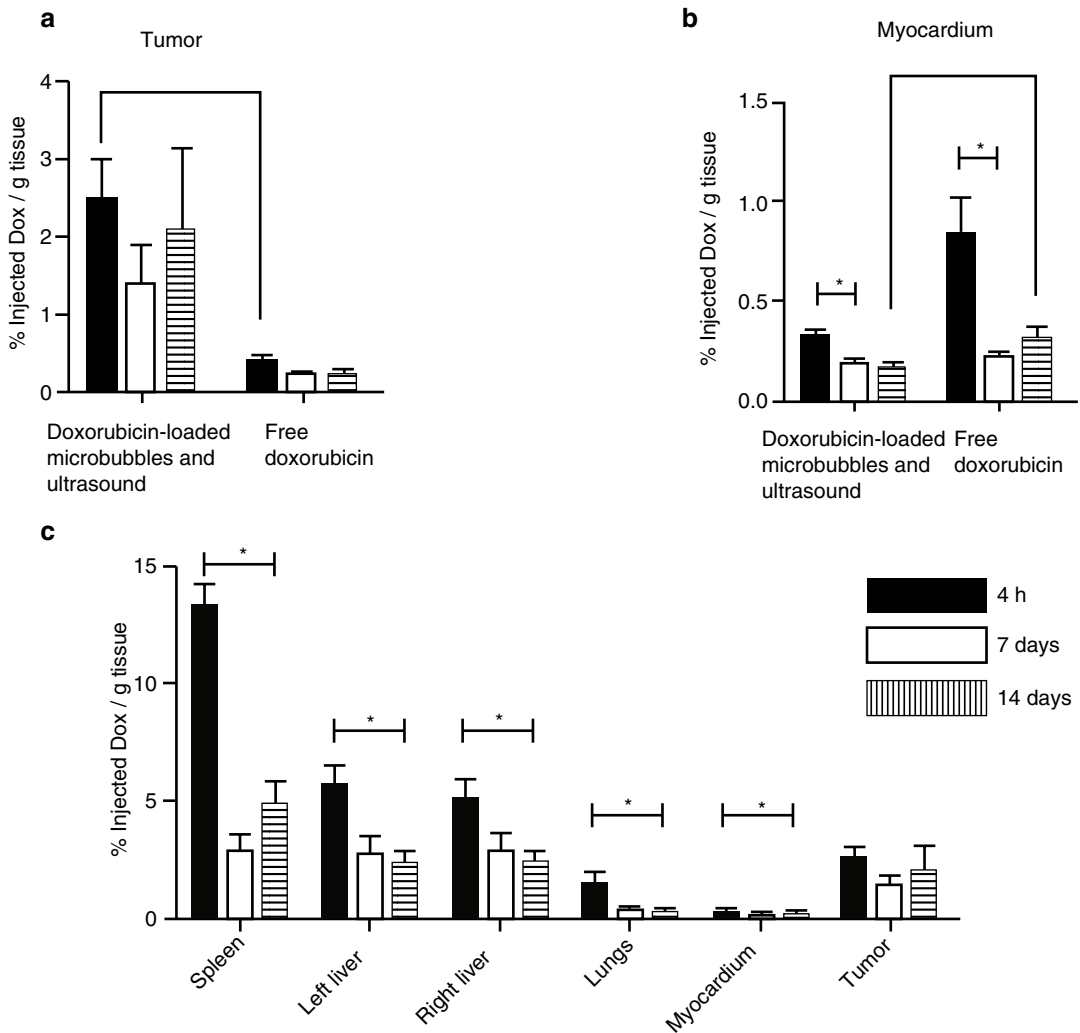 a
Tumor
% Injected Dox / g tissue
4
3
2
1
0
Doxorubicin-loaded
microbubbles and
ultrasound
Free
doxorubicin
b
Myocardium
% Injected Dox / g tissue
1.5
1.0
0.5
0.0
*
*
Doxorubicin-loaded
microbubbles and
ultrasound
Free
doxorubicin
c
% Injected Dox / g tissue
15
10
5
0
*
*
*
*
*
Spleen
Left liver
Right liver
Lungs
Myocardium
Tumor
4 h
7 days
14 days